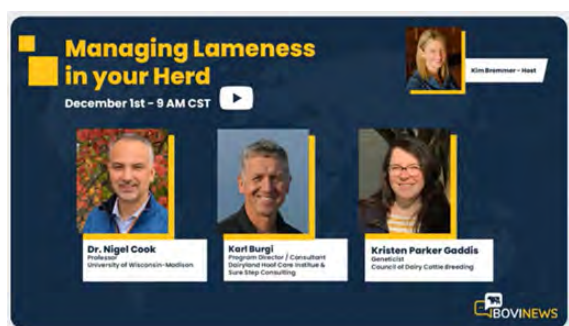 Managing Lameness
in your Herd
December 1st - 9 AM CST
Kim Bremmer - Host
Dr. Nigel Cook
Professor
University of Wisconsin-Madison
Karl Burgi
Program Director / Consultant
Dairyland Hoof Care Institue &
Sure Step Consulting
Kristen Parker Gaddis
Geneticist
Council of Dairy Cattle Breeding
BOVINEWS